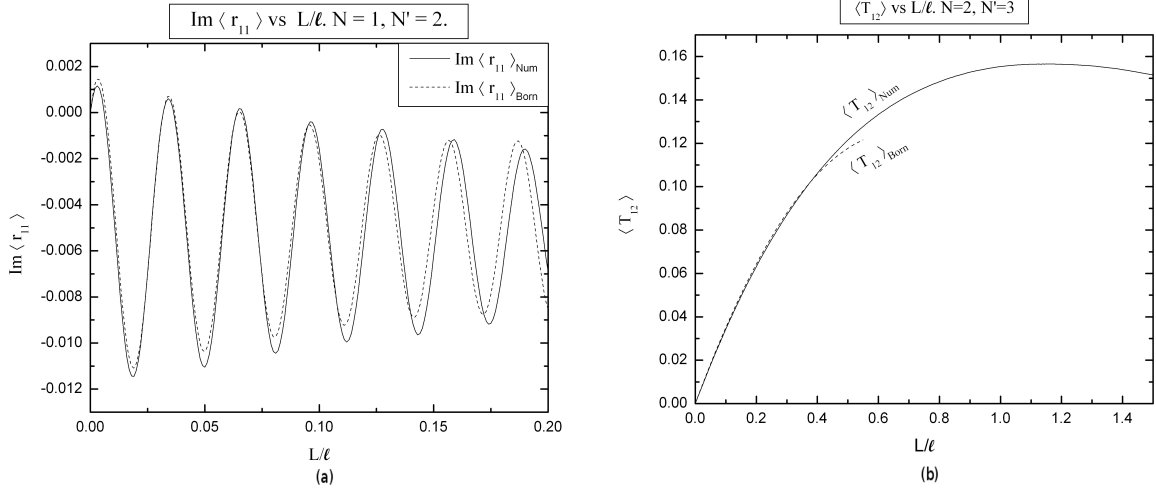 Im ⟨ r₁₁ ⟩ vs L/ℓ. N = 1, N' = 2.
Im ⟨ r₁₁ ⟩Num
Im ⟨ r₁₁ ⟩Born
0.002
0.000
-0.002
-0.004
-0.006
-0.008
-0.010
-0.012
Im ⟨ r₁₁ ⟩
0.00 0.05 0.10 0.15 0.20
L/ℓ
(a)
⟨T₁₂⟩ vs L/ℓ. N=2, N'=3
0.16
0.14
0.12
0.10
0.08
0.06
0.04
0.02
0.00
⟨ T₁₂ ⟩
⟨ T₁₂ ⟩Num
⟨ T₁₂ ⟩Born
0.0 0.2 0.4 0.6 0.8 1.0 1.2 1.4
L/ℓ
(b)